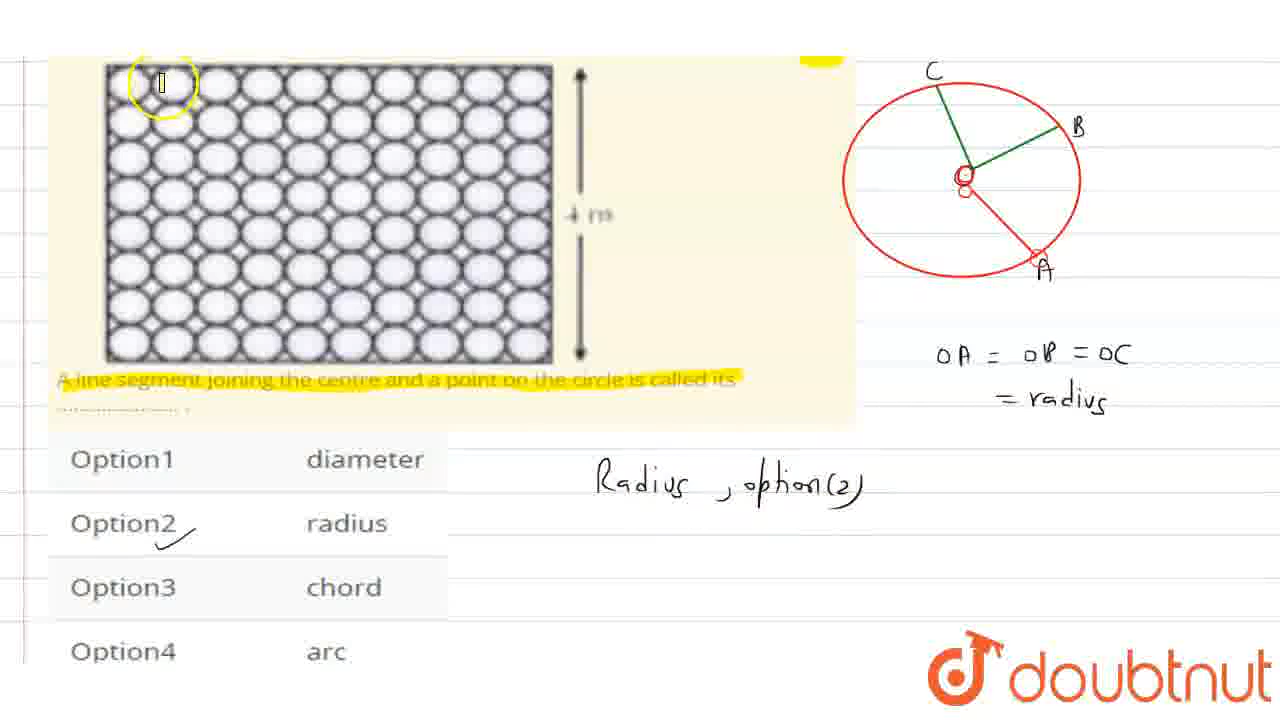 C
B
4 m
A
A line segment joining the centre and a point on the circle is called its
OA = OB = OC
= radius
Option1 diameter
Radius, option(2)
Option2 radius
Option3 chord
Option4 arc
doubtnut